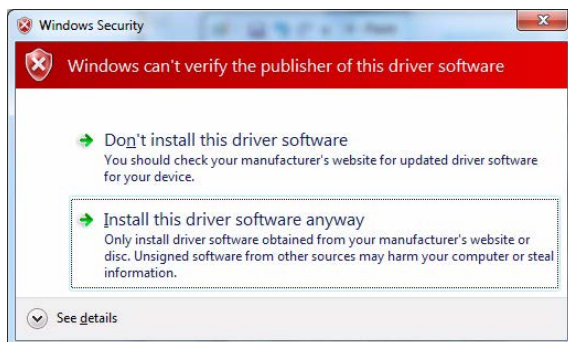 Windows Security
Windows can't verify the publisher of this driver software
Don't install this driver software
You should check your manufacturer's website for updated driver software
for your device.
Install this driver software anyway
Only install driver software obtained from your manufacturer's website or
disc. Unsigned software from other sources may harm your computer or steal
information.
See details